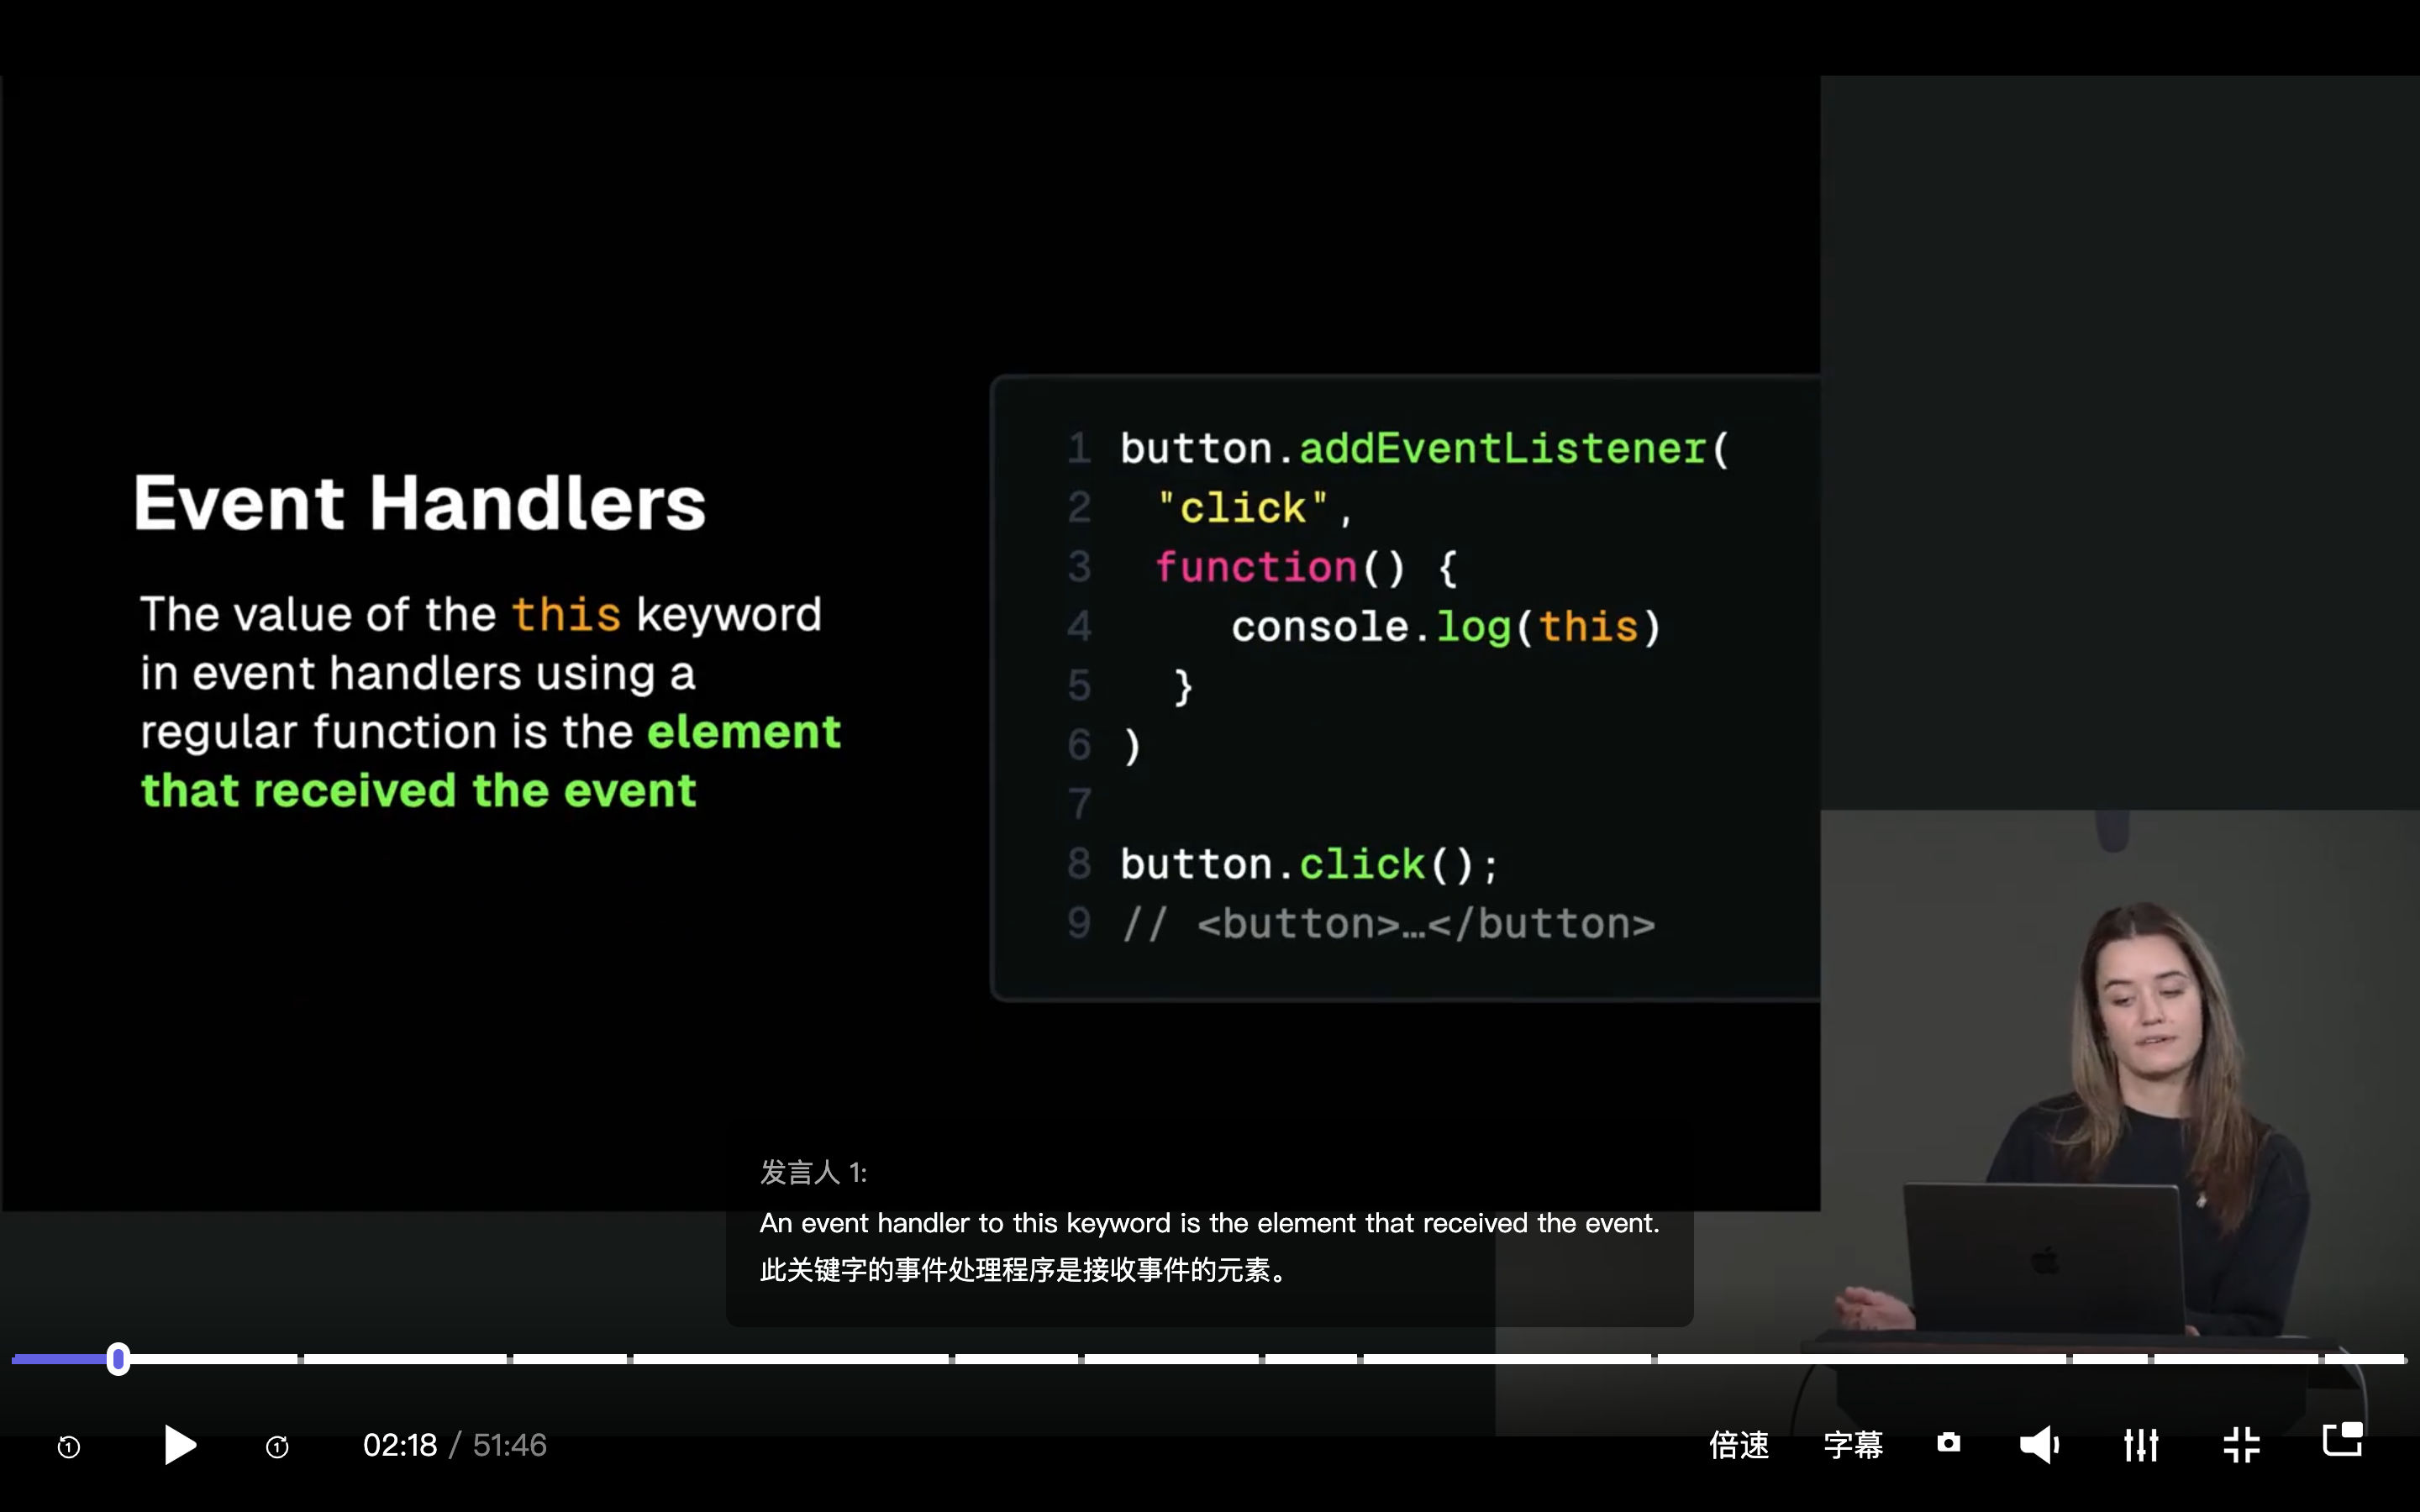 Event Handlers
The value of the this keyword
in event handlers using a
regular function is the element
that received the event
1 button.addEventListener(
2 "click",
3 function() {
4 console.log(this)
5 }
6 )
7
8 button.click();
9 // <button>…</button>
发言人 1:
An event handler to this keyword is the element that received the event.
此关键字的事件处理程序是接收事件的元素。
1
1
02:18 / 51:46
倍速
字幕